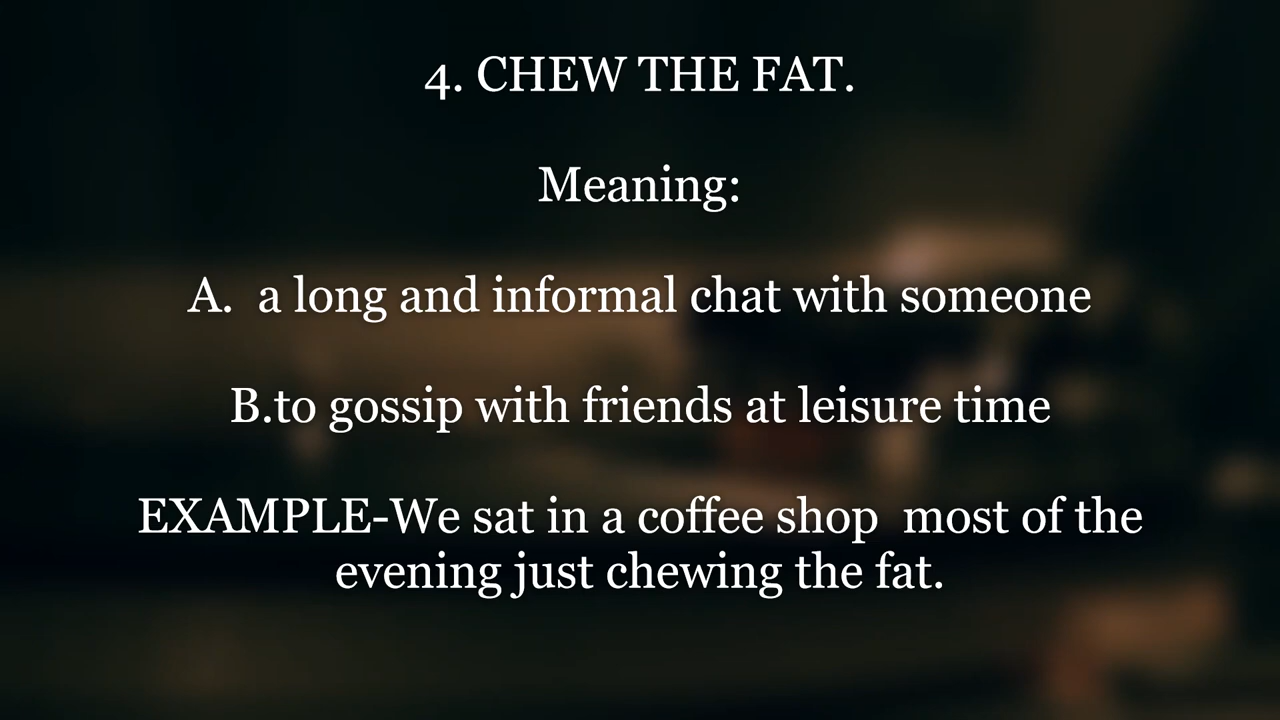 4. CHEW THE FAT.
Meaning:
A.  a long and informal chat with someone
B.to gossip with friends at leisure time
EXAMPLE-We sat in a coffee shop  most of the
evening just chewing the fat.